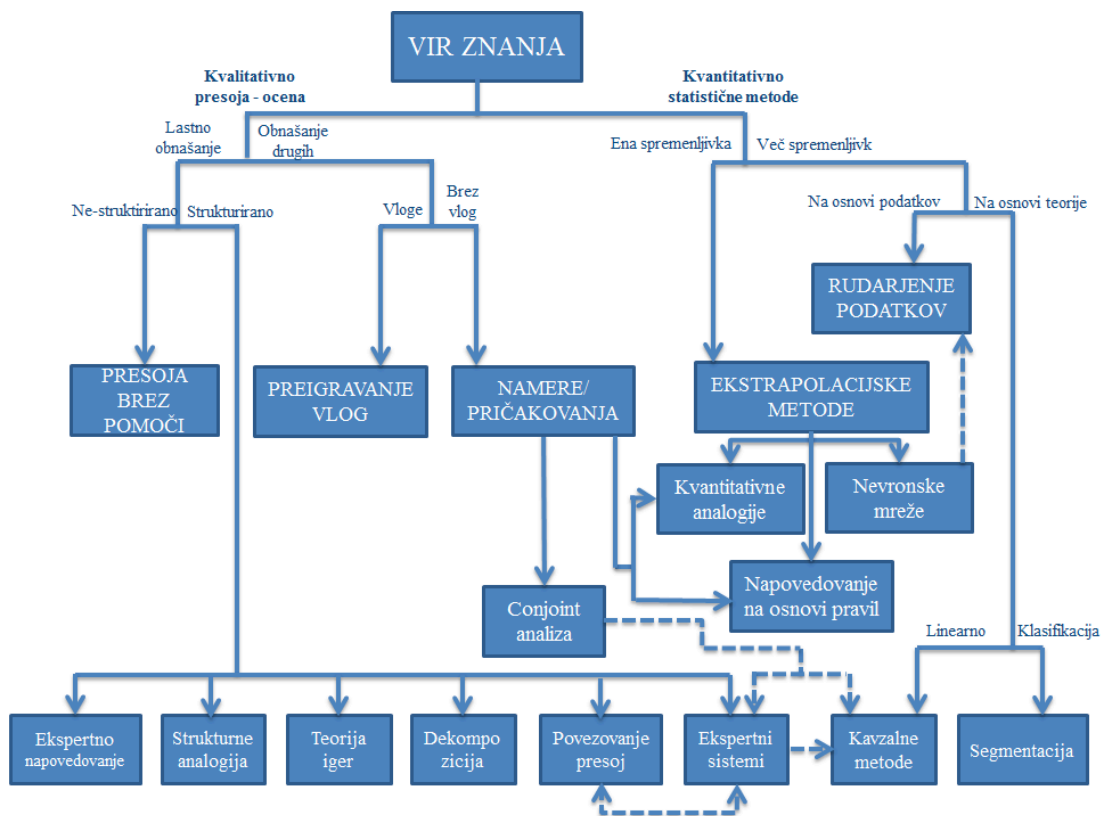 VIR ZNANJA
Kvalitativno
presoja - ocena
Kvantitativno
statistične metode
Lastno
obnašanje
Obnašanje
drugih
Ena spremenljivka
Več spremenljivk
Ne-struktirirano
Strukturirano
Vloge
Brez
vlog
Na osnovi podatkov
Na osnovi teorije
RUDARJENJE
PODATKOV
PRESOJA
BREZ
POMOČI
PREIGRAVANJE
VLOG
NAMERE/
PRIČAKOVANJA
EKSTRAPOLACIJSKE
METODE
Kvantitativne
analogije
Nevronske
mreže
Conjoint
analiza
Napovedovanje
na osnovi pravil
Linearno
Klasifikacija
Ekspertno
napovedovanje
Strukturne
analogija
Teorija
iger
Dekompo
zicija
Povezovanje
presoj
Ekspertni
sistemi
Kavzalne
metode
Segmentacija